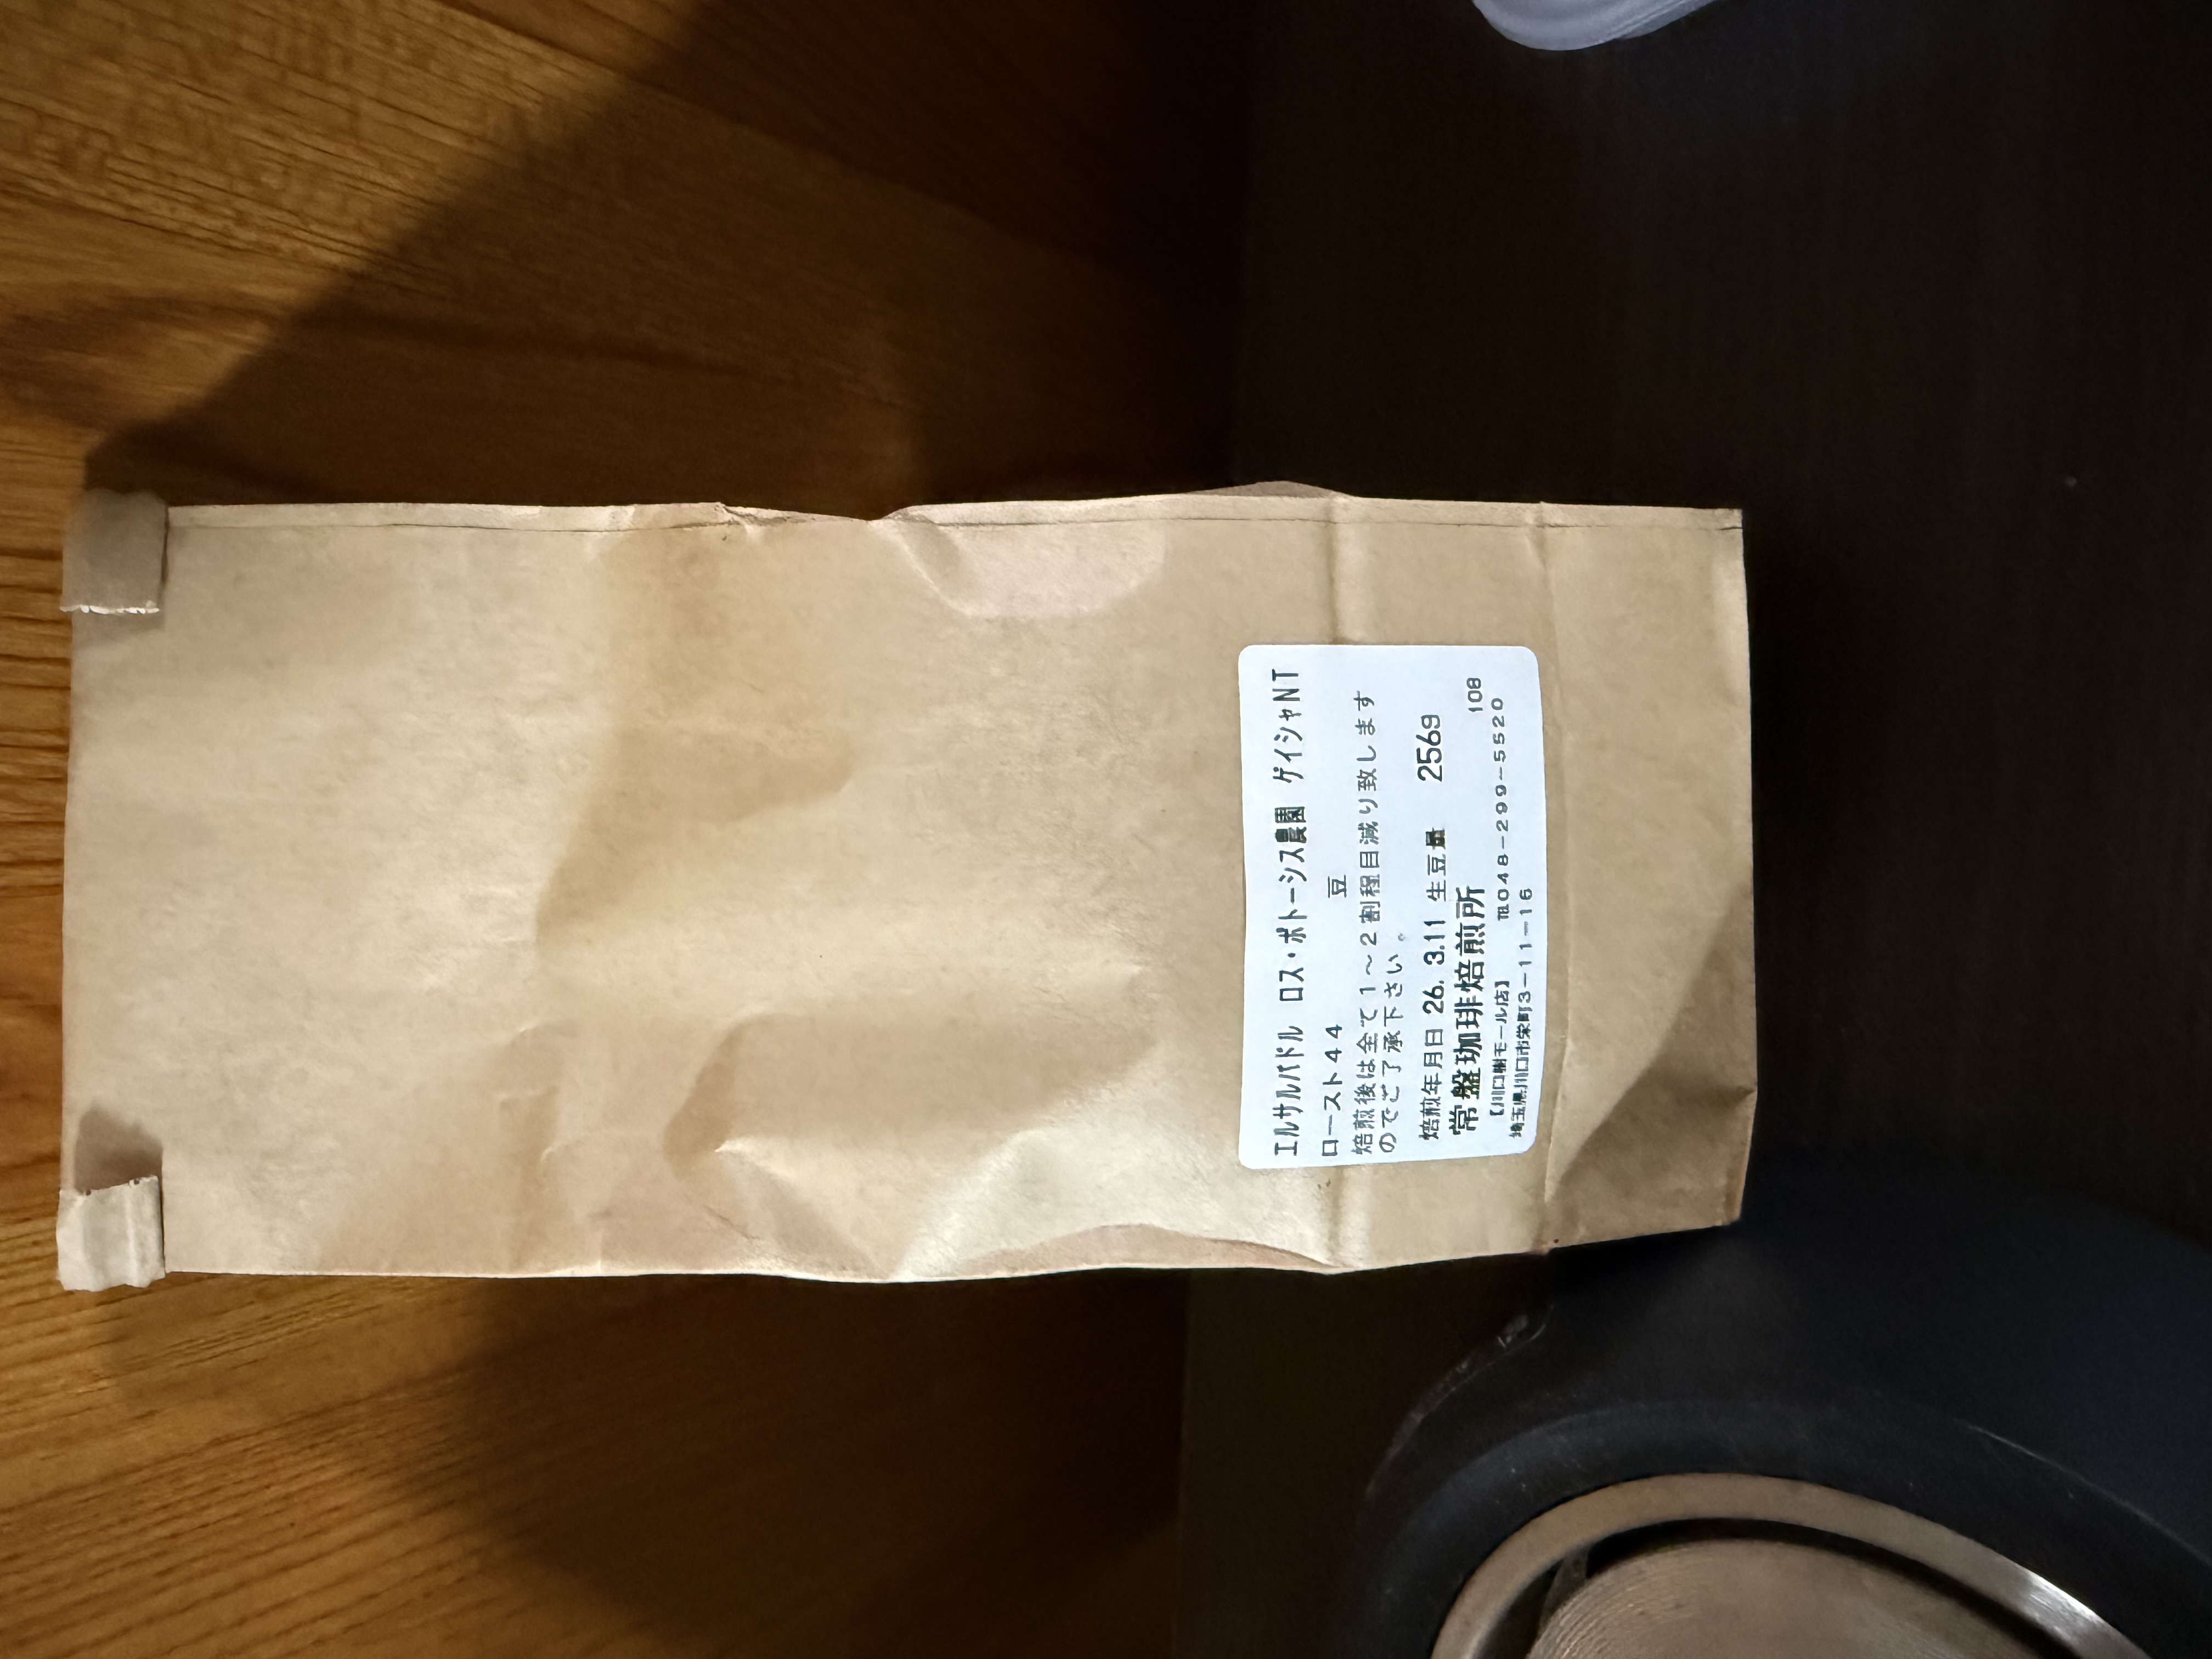 エルサルバドル ロス・ポトーシス農園 ゲイシャNT
ロースト44 豆
焙煎後は全て1～2割程目減り致します
のでご了承下さい。
焙煎年月日 26. 3.11 生豆量 256g
常盤珈琲焙煎所 108
【川口樹モール店】 ℡048-299-5520
埼玉県川口市栄町3-11-16